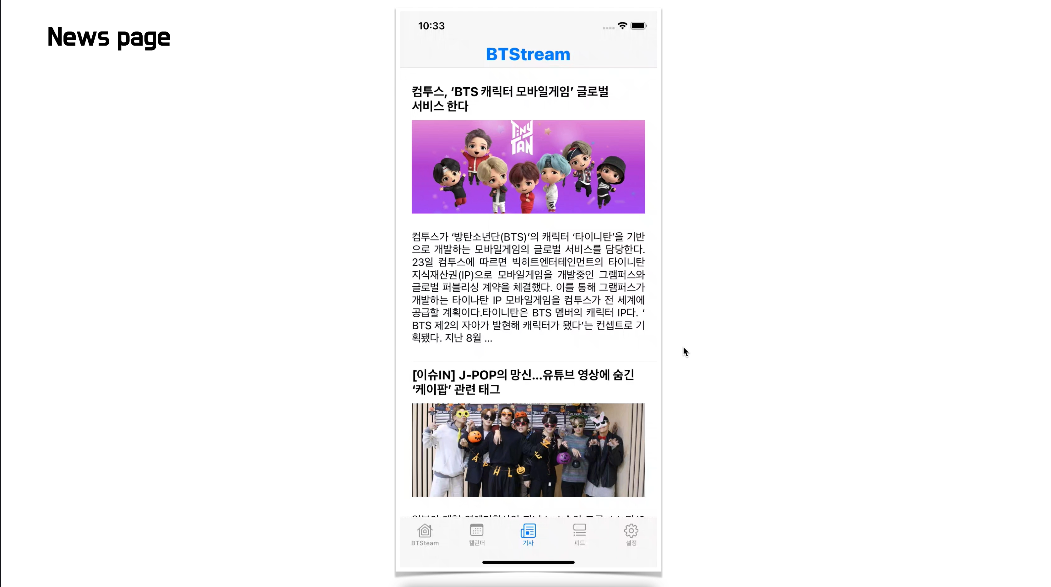 News page
10:33
BTStream
컴투스, ‘BTS 캐릭터 모바일게임’ 글로벌
서비스 한다
TiNY
TAN
컴투스가 ‘방탄소년단(BTS)’의 캐릭터 ‘타이니탄’을 기반
으로 개발하는 모바일게임의 글로벌 서비스를 담당한다.
23일 컴투스에 따르면 빅히트엔터테인먼트의 타이니탄
지식재산권(IP)으로 모바일게임을 개발중인 그램퍼스와
글로벌 퍼블리싱 계약을 체결했다. 이를 통해 그램퍼스가
개발하는 타이나탄 IP 모바일게임을 컴투스가 전 세계에
공급할 계획이다.타이니탄은 BTS 멤버의 캐릭터 IP다. ‘
BTS 제2의 자아가 발현해 캐릭터가 됐다’는 컨셉트로 기
획됐다. 지난 8월 ...
[이슈IN] J-POP의 망신...유튜브 영상에 숨긴
‘케이팝’ 관련 태그
BTSteam
캘린더
기사
피드
설정